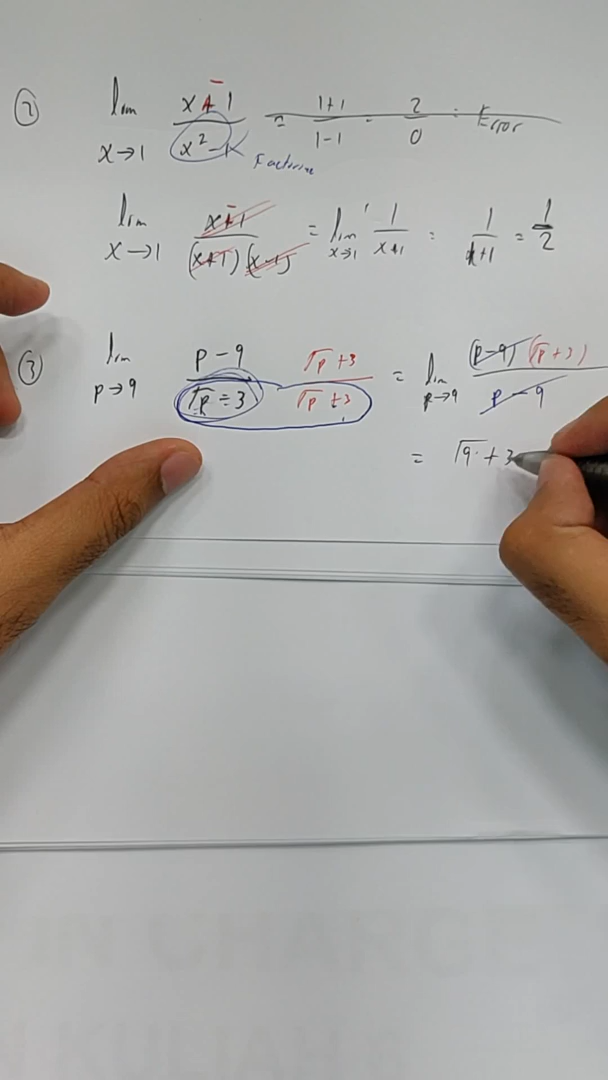 ② lim x→1 x-1 / x² - 1 = 1+1 / 1-1 = 2 / 0 = Error
Factorise
lim x→1 x-1 / (x+1)(x-1) = lim x→1 1 / x+1 = 1 / 1+1 = 1 / 2
③ lim p→9 p-9 / √p - 3 √p+3 / √p+3 = lim p→9 (p-9)(√p+3) / p-9
= √9 + 3